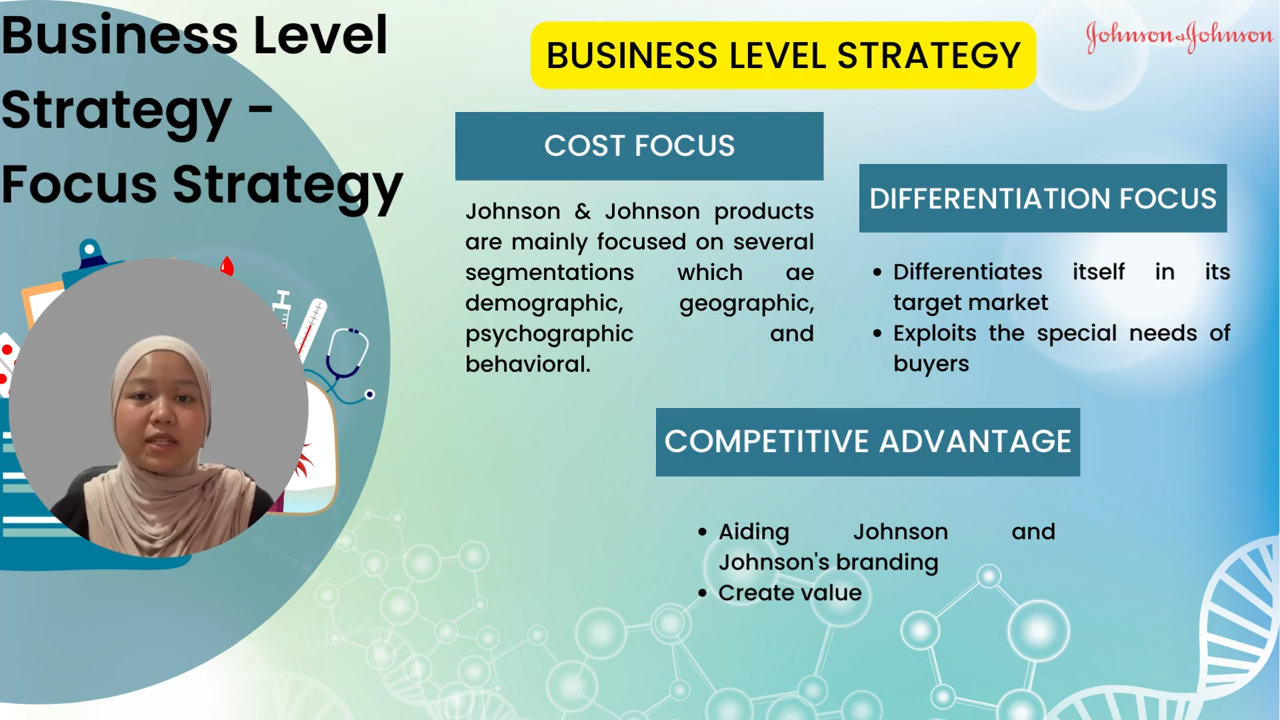 Business Level
Strategy -
Focus Strategy
BUSINESS LEVEL STRATEGY
Johnson & Johnson
COST FOCUS
Johnson & Johnson products
are mainly focused on several
segmentations which ae
demographic, geographic,
psychographic and
behavioral.
DIFFERENTIATION FOCUS
• Differentiates itself in its
target market
• Exploits the special needs of
buyers
COMPETITIVE ADVANTAGE
• Aiding Johnson and
Johnson's branding
• Create value